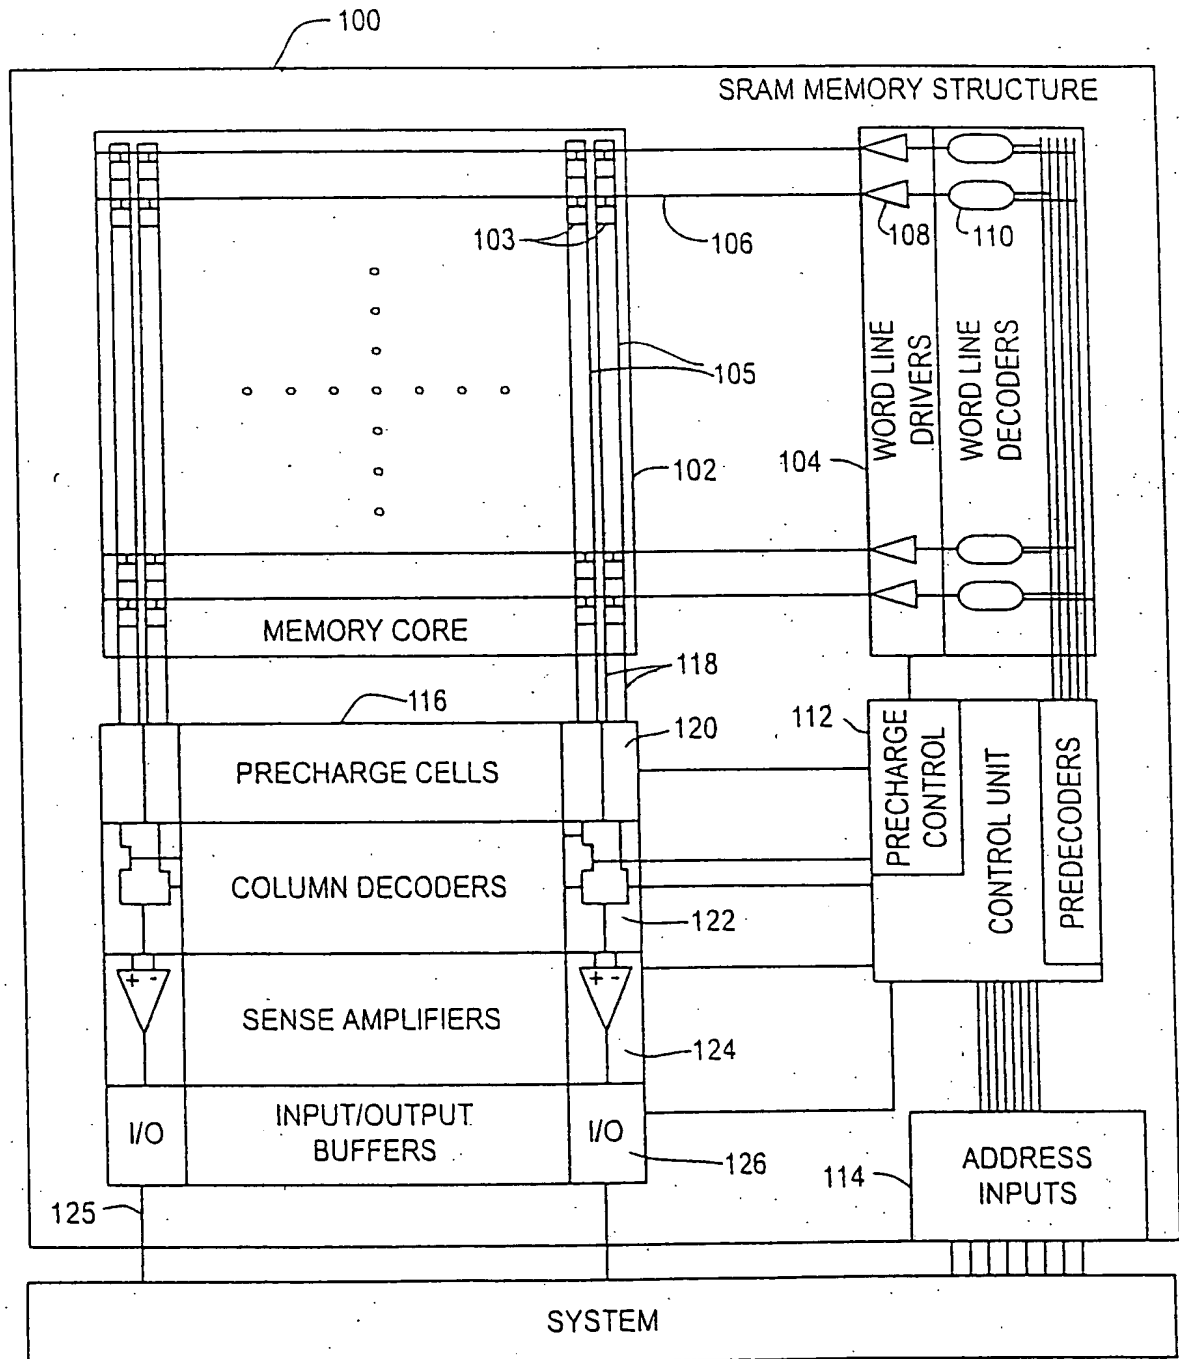 100
SRAM MEMORY STRUCTURE
103
106
108
110
105
WORD LINE
DRIVERS
WORD LINE
DECODERS
104
102
MEMORY CORE
118
116
120
112
PRECHARGE CELLS
PRECHARGE
CONTROL
CONTROL UNIT
PREDECODERS
COLUMN DECODERS
122
+ -
+ -
SENSE AMPLIFIERS
124
I/O
INPUT/OUTPUT
BUFFERS
I/O
126
ADDRESS
INPUTS
114
125
SYSTEM